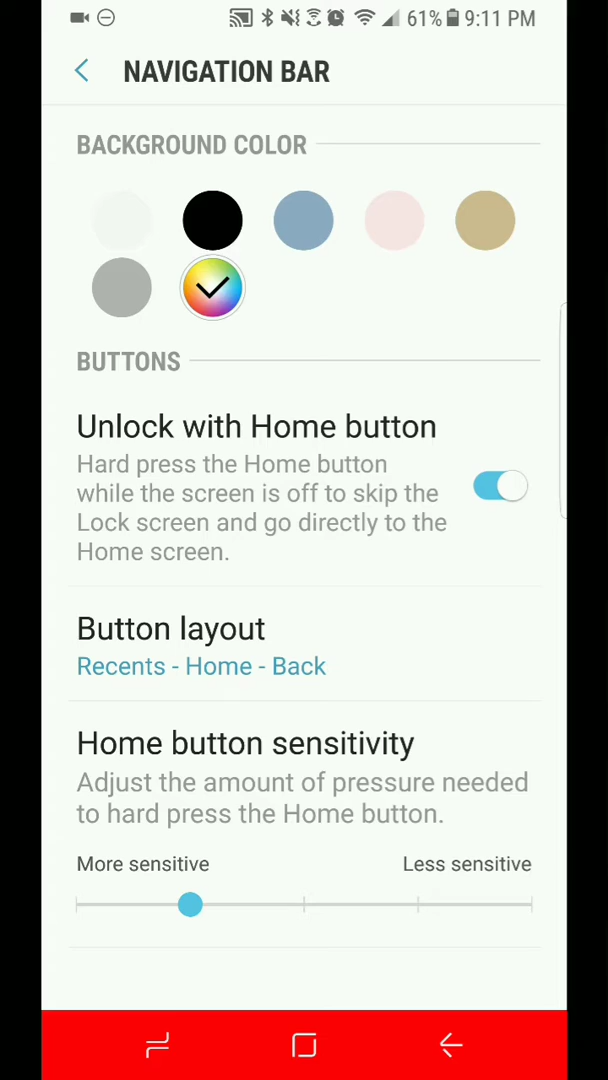 61% 9:11 PM
NAVIGATION BAR
BACKGROUND COLOR
BUTTONS
Unlock with Home button
Hard press the Home button
while the screen is off to skip the
Lock screen and go directly to the
Home screen.
Button layout
Recents - Home - Back
Home button sensitivity
Adjust the amount of pressure needed
to hard press the Home button.
More sensitive Less sensitive